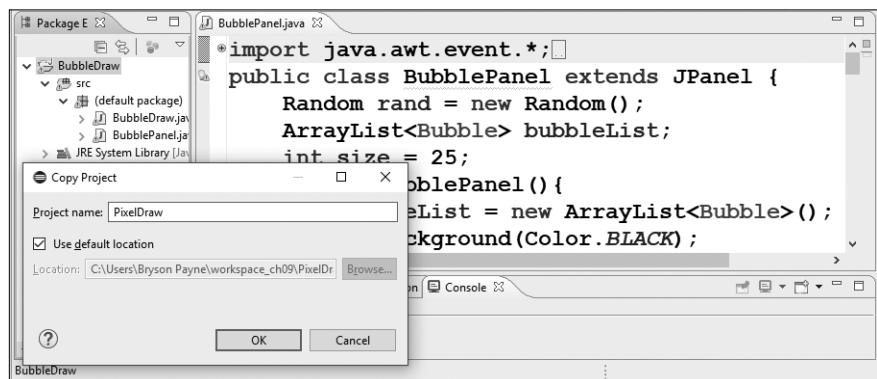 Package E
BubbleDraw
src
(default package)
BubbleDraw.jav
BubblePanel.ja
JRE System Library [Jav
BubblePanel.java
import java.awt.event.*;
public class BubblePanel extends JPanel {
Random rand = new Random();
ArrayList<Bubble> bubbleList;
int size = 25;
bblePanel(){
eList = new ArrayList<Bubble>();
ckground(Color.BLACK);
Copy Project
Project name: PixelDraw
Use default location
Location: C:\Users\Bryson Payne\workspace_ch09\PixelDr Browse...
OK Cancel
on Console
BubbleDraw